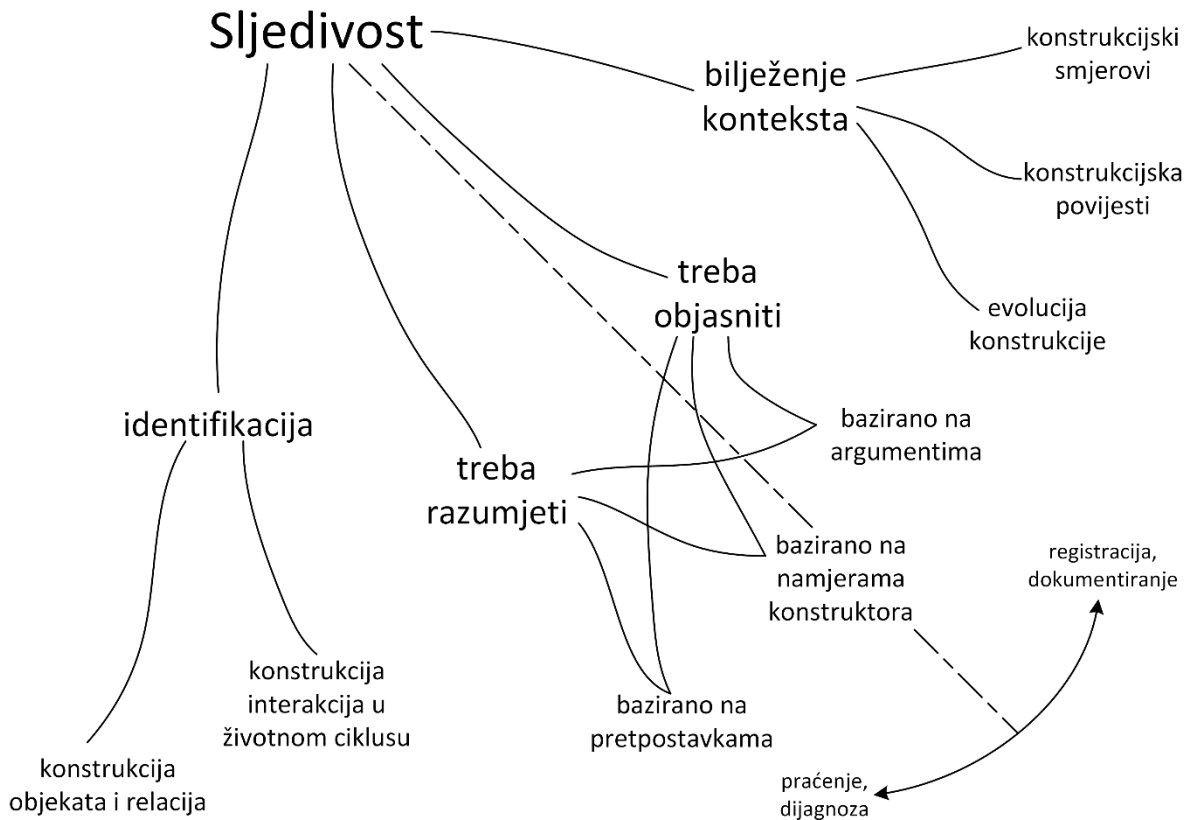 Sljedivost
bilježenje
konteksta
konstrukcijski
smjerovi
konstrukcijska
povijesti
evolucija
konstrukcije
treba
objasniti
identifikacija
treba
razumjeti
bazirano na
argumentima
bazirano na
namjerama
konstruktora
registracija,
dokumentiranje
konstrukcija
interakcija u
životnom ciklusu
bazirano na
pretpostavkama
konstrukcija
objekata i relacija
praćenje,
dijagnoza